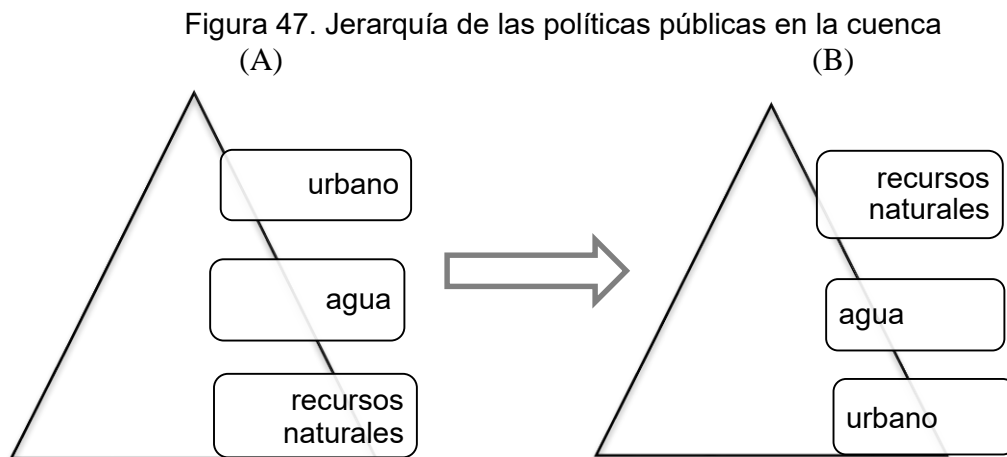 Figura 47. Jerarquía de las políticas públicas en la cuenca
(A)
(B)
urbano
agua
recursos
naturales
recursos
naturales
agua
urbano